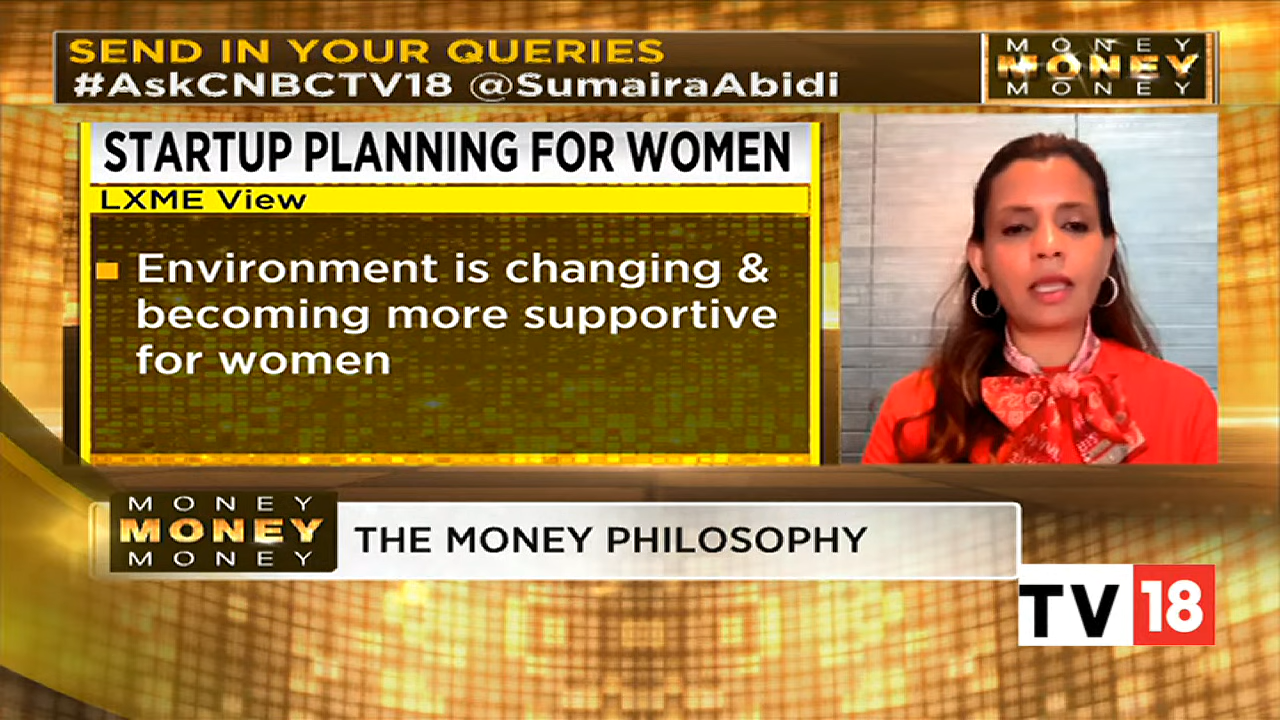 SEND IN YOUR QUERIES
#AskCNBCTV18 @SumairaAbidi
MONEY
MONEY
MONEY
STARTUP PLANNING FOR WOMEN
LXME View
Environment is changing &
becoming more supportive
for women
MONEY
MONEY
MONEY
THE MONEY PHILOSOPHY
TV18